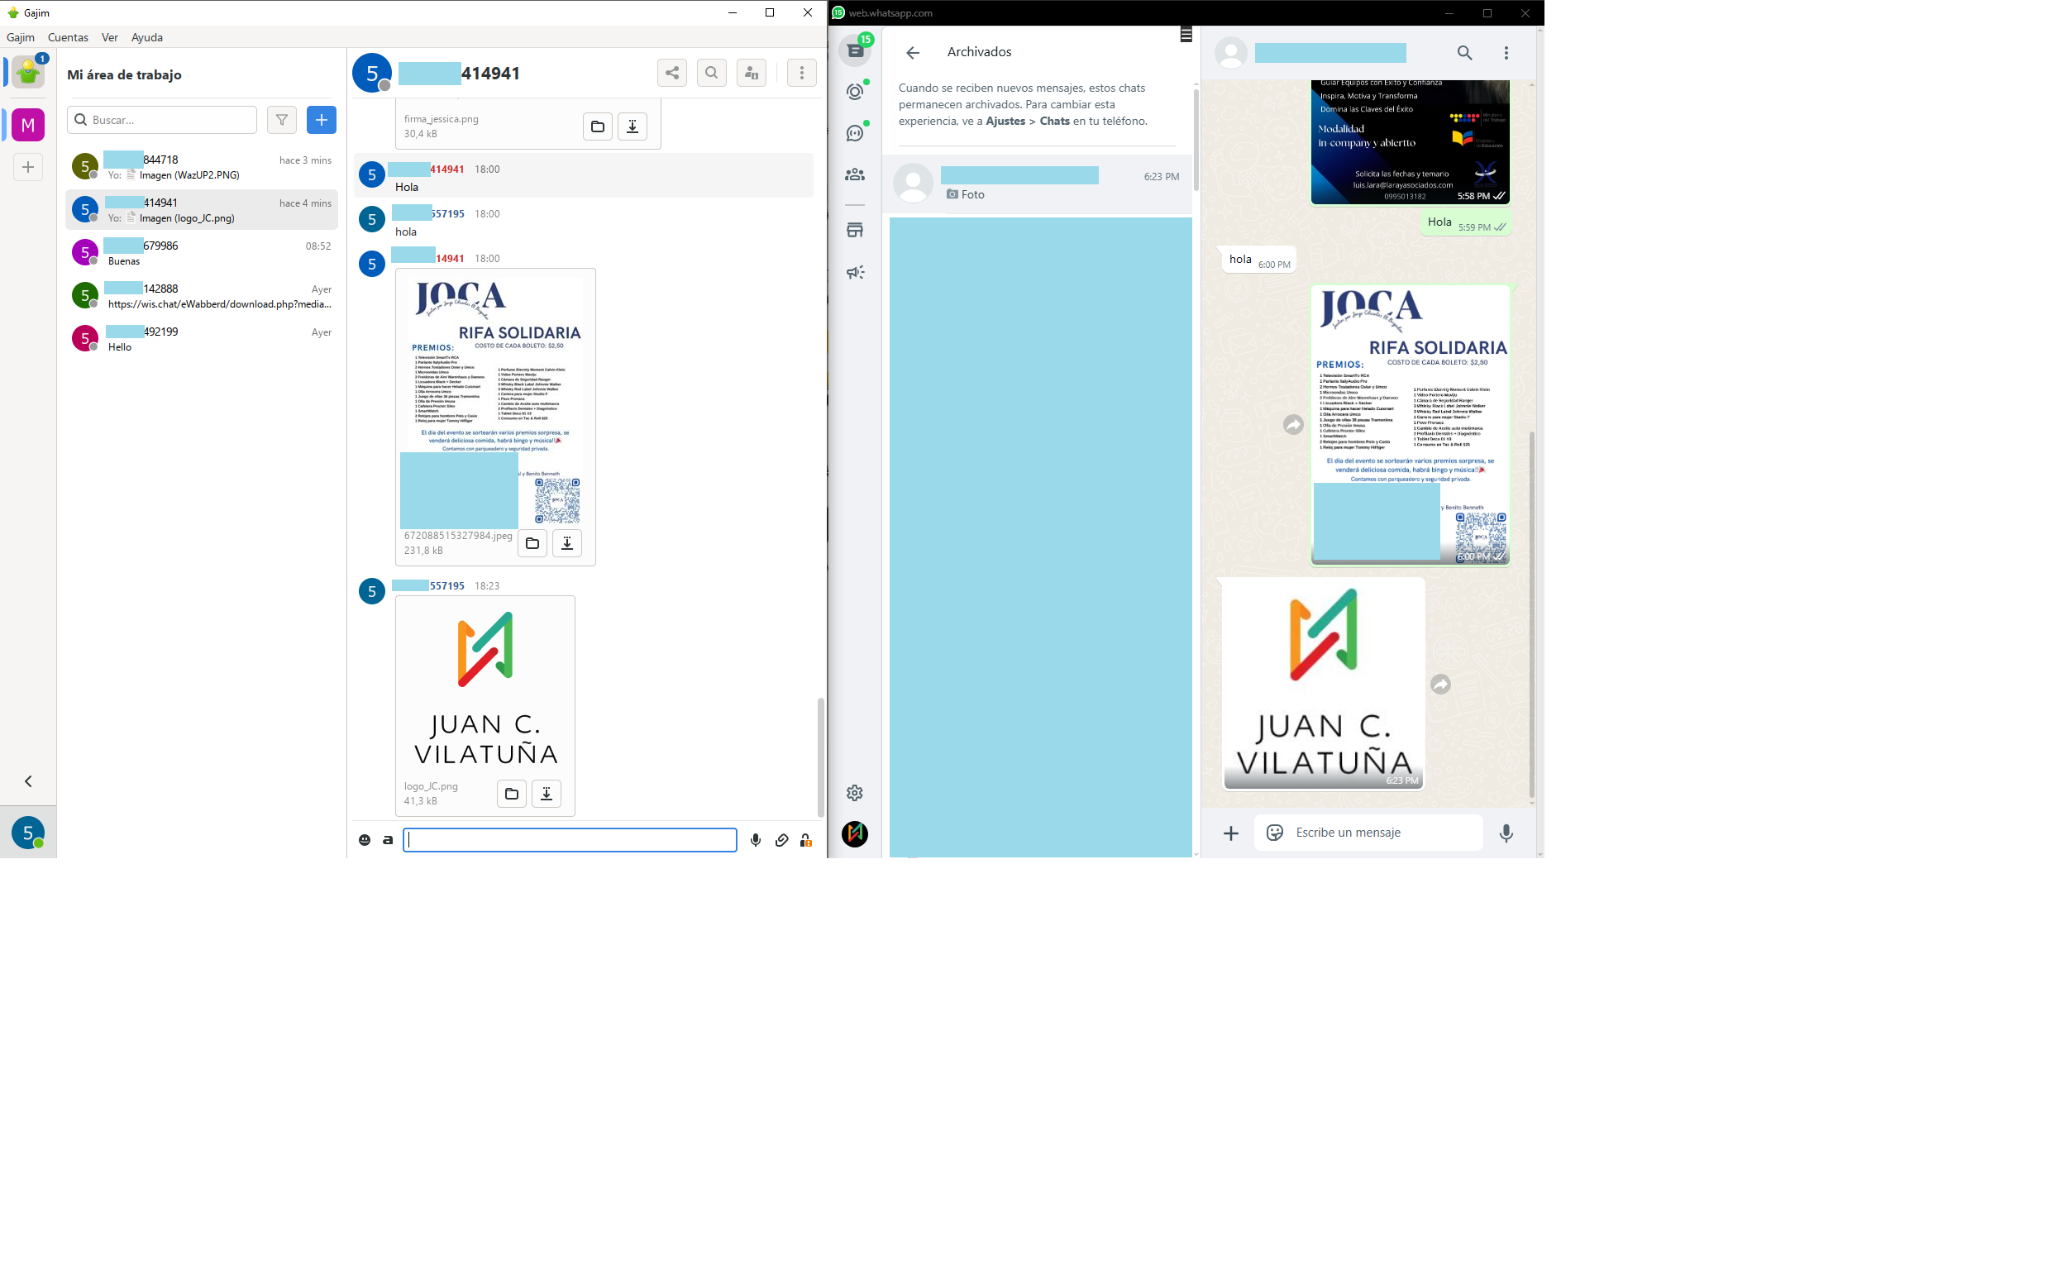 Gajim
Gajim Cuentas Ver Ayuda
1
Mi área de trabajo
M
Buscar...
5
844718
hace 3 mins
Yo: Imagen (WazUP2.PNG)
5
414941
hace 4 mins
Yo: Imagen (logo_JC.png)
5
679986
08:52
Buenas
5
142888
Ayer
https://wis.chat/eWabberd/download.php?media...
5
492199
Ayer
Hello
5
5
414941
firma_jessica.png
30,4 kB
5
414941 18:00
Hola
5
557195 18:00
hola
5
14941 18:00
JOCA
RIFA SOLIDARIA
COSTO DE CADA BOLETO: $2,50
PREMIOS:
El día del evento se sortearán varios premios sorpresa, se
venderá deliciosa comida, habrá bingo y música!!
Contamos con parqueadero y seguridad privada.
l y Benito Benneth
672088515327984.jpeg
231,8 kB
5
557195 18:23
JUAN C.
VILATUÑA
logo_JC.png
41,3 kB
a
15
web.whatsapp.com
15
Archivados
Cuando se reciben nuevos mensajes, estos chats
permanecen archivados. Para cambiar esta
experiencia, ve a Ajustes > Chats en tu teléfono.
6:23 PM
Foto
Guiar Equipos con Éxito y Confianza
Inspira, Motiva y Transforma
Domina las Claves del Éxito
Modalidad
in-company y abiertto
Solicita las fechas y temario
luis.lara@larayasociados.com
0995013182
5:58 PM
Hola 5:59 PM
hola 6:00 PM
JOCA
RIFA SOLIDARIA
COSTO DE CADA BOLETO: $2,50
PREMIOS:
El día del evento se sortearán varios premios sorpresa, se
venderá deliciosa comida, habrá bingo y música!!
Contamos con parqueadero y seguridad privada.
y Benito Benneth
6:00 PM
JUAN C.
VILATUÑA
6:23 PM
Escribe un mensaje